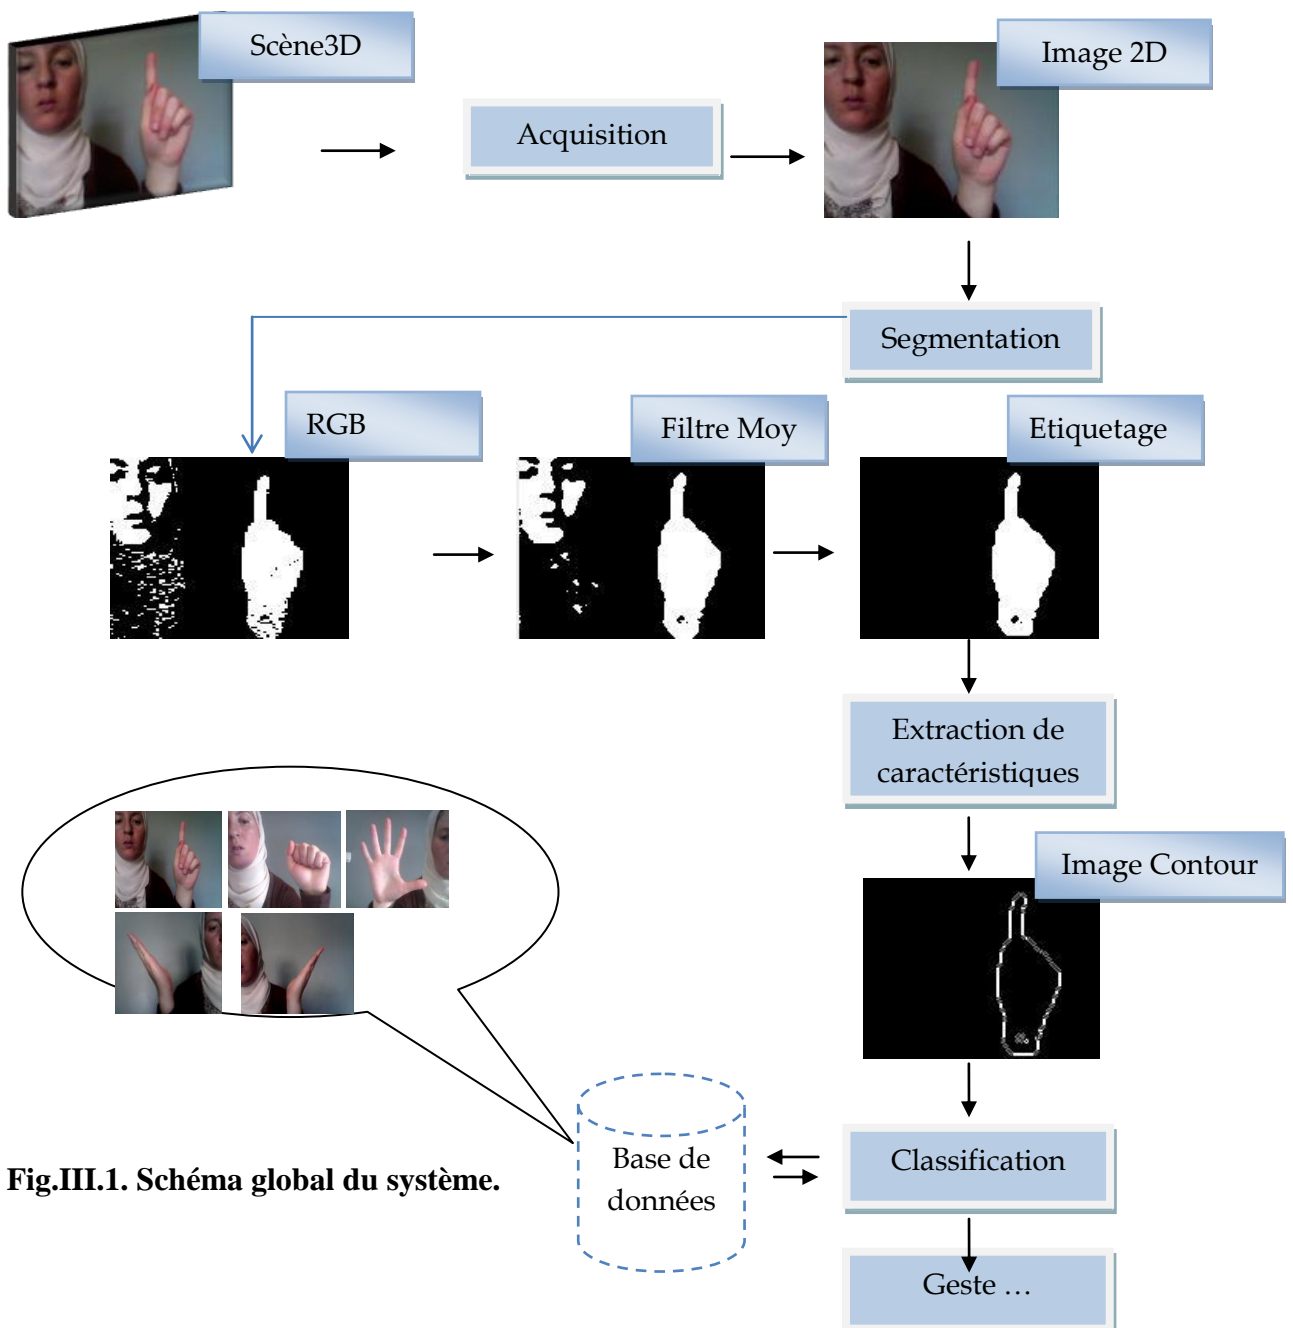 Scène3D
Image 2D
Acquisition
Segmentation
RGB
Filtre Moy
Etiquetage
Extraction de
caractéristiques
Image Contour
Base de
données
Classification
Fig.III.1. Schéma global du système.
Geste ...